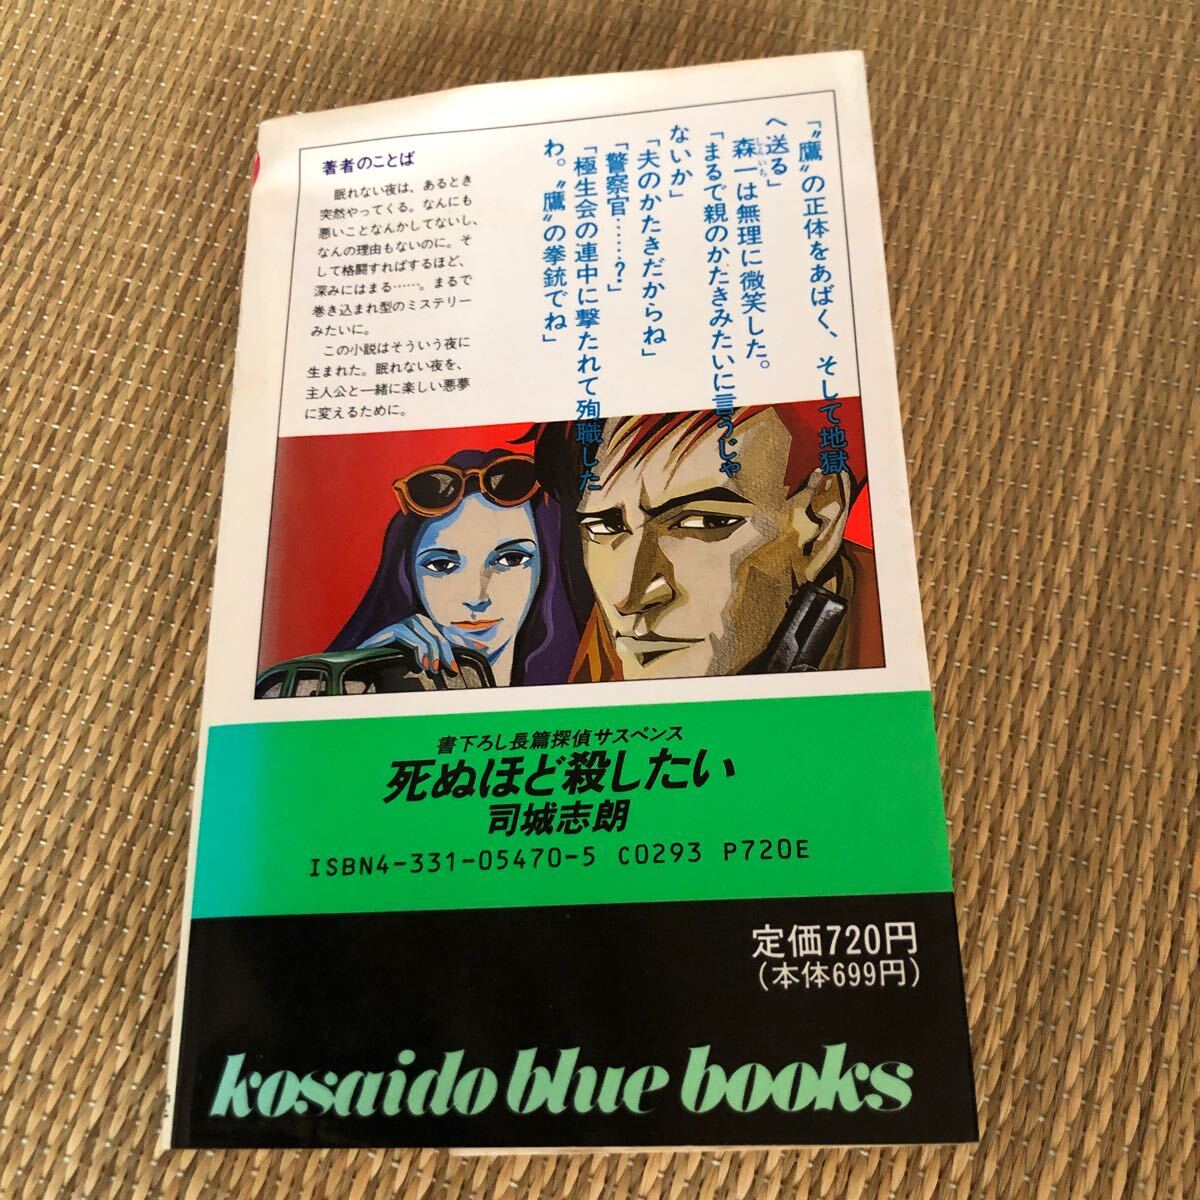 「〝鷹〟の正体をあばく、そして地獄
へ送る」
森一は無理に微笑した。
「まるで親のかたきみたいに言うじゃ
ないか」
「夫のかたきだからね」
「警察官……？」
「極生会の連中に撃たれて殉職した
わ。〝鷹〟の拳銃でね」
著者のことば
眠れない夜は、あるとき
突然やってくる。なんにも
悪いことなんかしてないし、
なんの理由もないのに。そ
して格闘すればするほど、
深みにはまる……。まるで
巻き込まれ型のミステリー
みたいに。
この小説はそういう夜に
生まれた。眠れない夜を、
主人公と一緒に楽しい悪夢
に変えるために。
書下ろし長篇探偵サスペンス
死ぬほど殺したい
司城志朗
ISBN4-331-05470-5 C0293 P720E
定価720円
(本体699円)
kosaido blue books